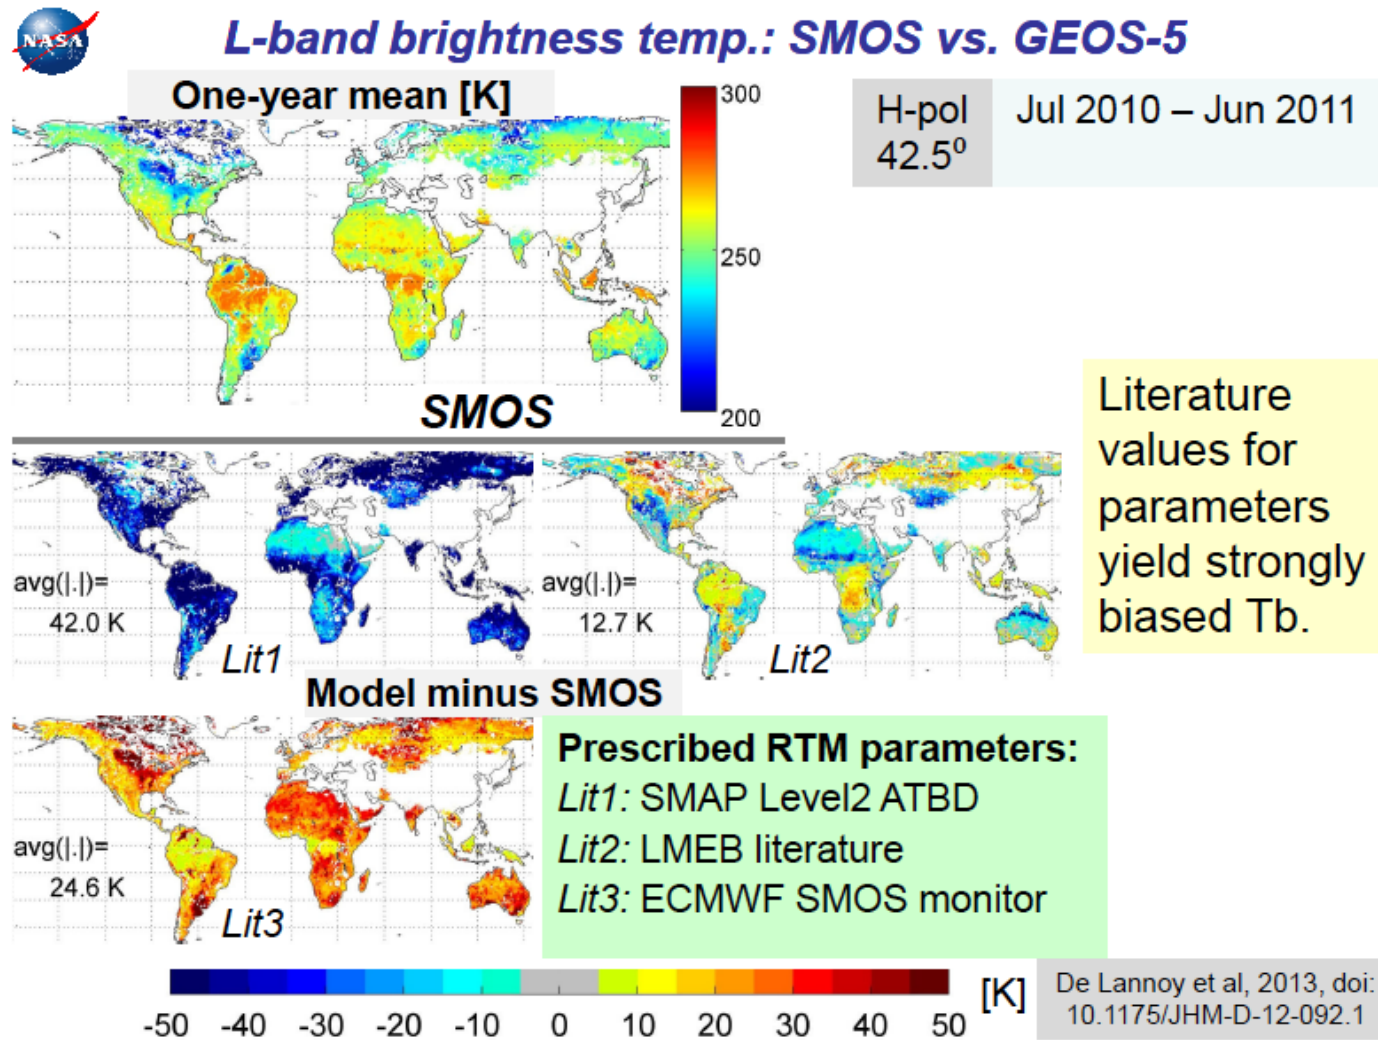 NASA
L-band brightness temp.: SMOS vs. GEOS-5
One-year mean [K]
300
250
200
H-pol
42.5⁰
Jul 2010 – Jun 2011
SMOS
Literature
values for
parameters
yield strongly
biased Tb.
avg(|.|)=
42.0 K
Lit1
avg(|.|)=
12.7 K
Lit2
Model minus SMOS
avg(|.|)=
24.6 K
Lit3
Prescribed RTM parameters:
Lit1: SMAP Level2 ATBD
Lit2: LMEB literature
Lit3: ECMWF SMOS monitor
-50 -40 -30 -20 -10 0 10 20 30 40 50
[K]
De Lannoy et al, 2013, doi:
10.1175/JHM-D-12-092.1